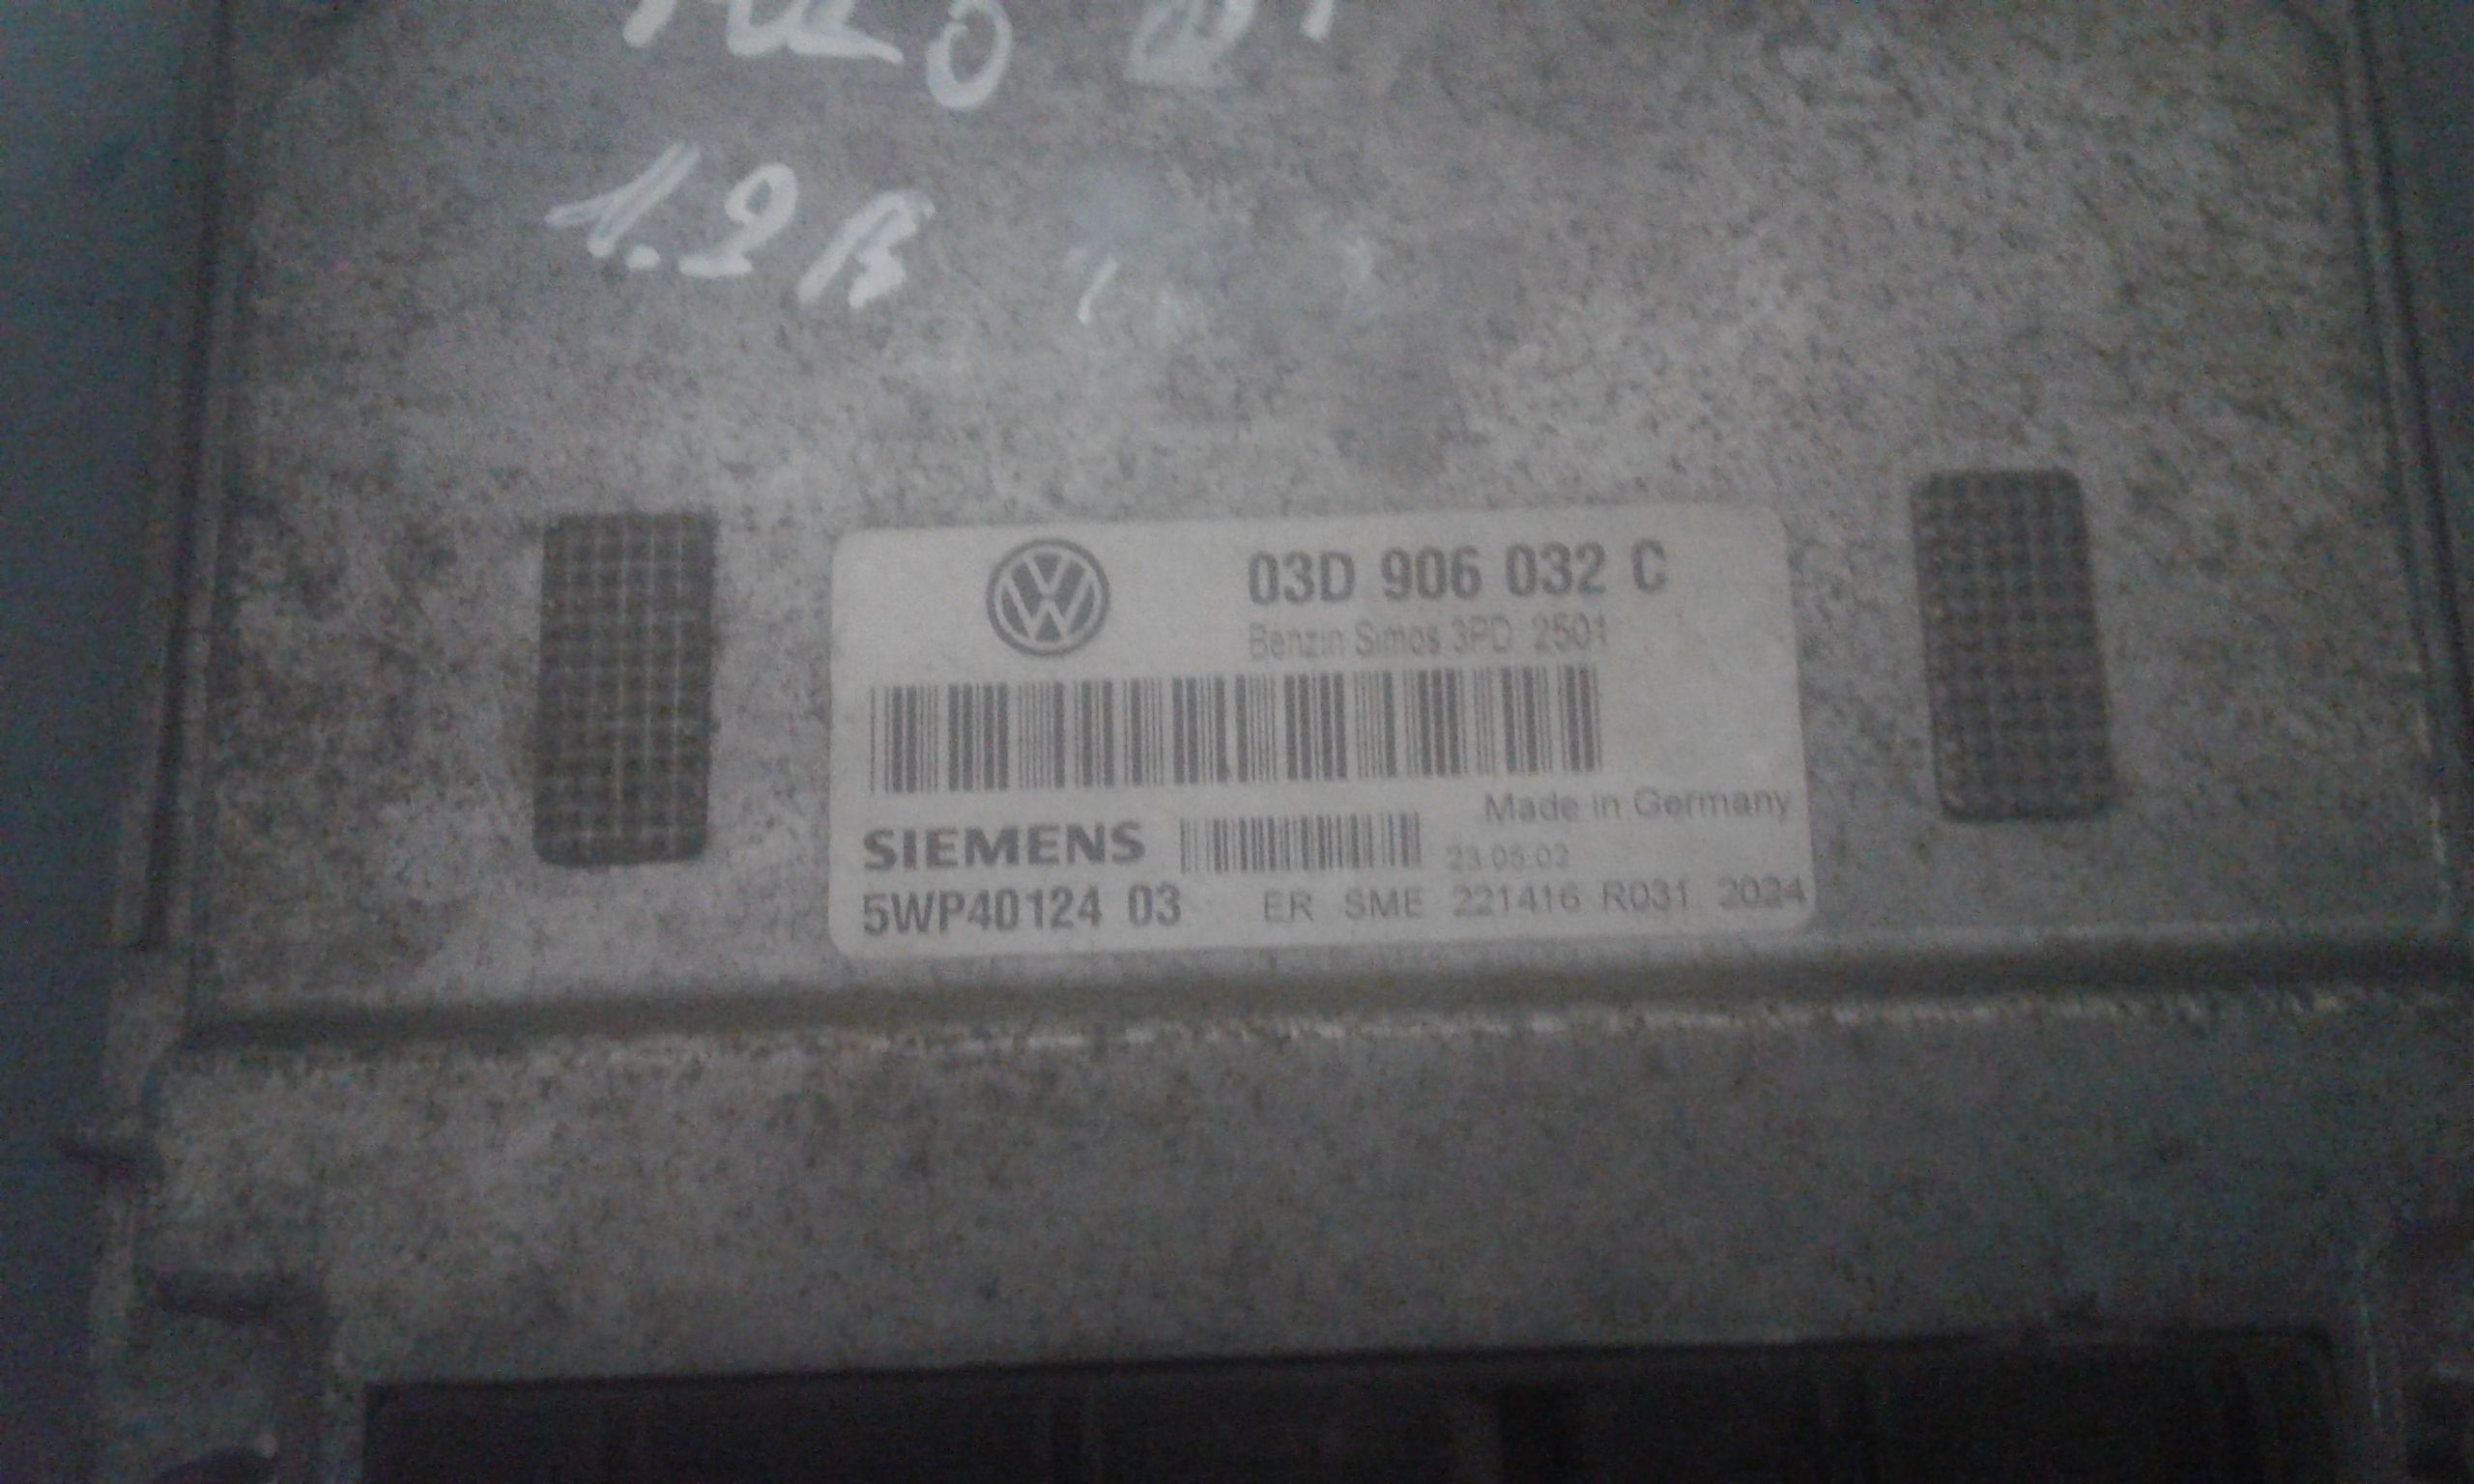 1.2 B
03D 906 032 C
Benzin Simos 3PD 2501
Made in Germany
SIEMENS
23.05.02
5WP40124 03 ER SME 221416 R031 2024